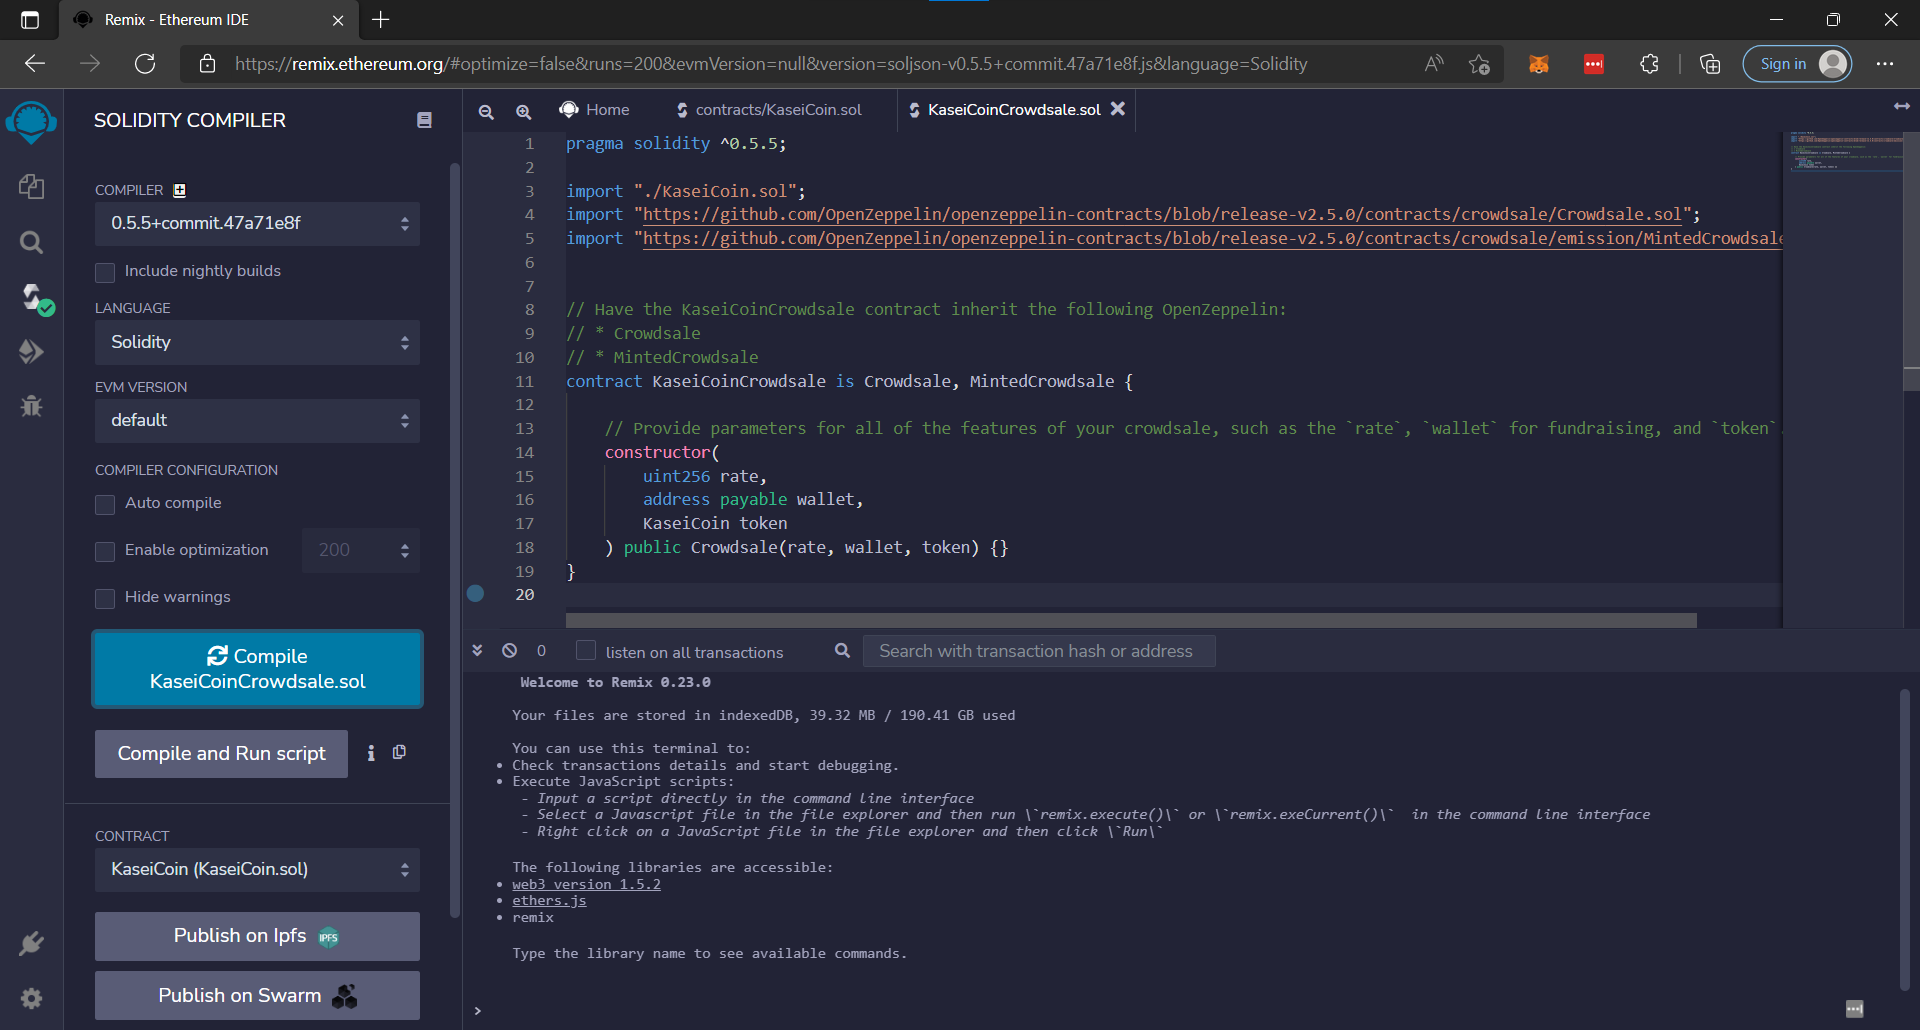 Remix - Ethereum IDE
https://remix.ethereum.org/#optimize=false&runs=200&evmVersion=null&version=soljson-v0.5.5+commit.47a71e8f.js&language=Solidity
Sign in
SOLIDITY COMPILER
COMPILER
0.5.5+commit.47a71e8f
Include nightly builds
LANGUAGE
Solidity
EVM VERSION
default
COMPILER CONFIGURATION
Auto compile
Enable optimization
200
Hide warnings
Compile
KaseiCoinCrowdsale.sol
Compile and Run script
CONTRACT
KaseiCoin (KaseiCoin.sol)
Publish on Ipfs
IPFS
Publish on Swarm
Home
contracts/KaseiCoin.sol
KaseiCoinCrowdsale.sol
1 pragma solidity ^0.5.5;
2
3 import "./KaseiCoin.sol";
4 import "https://github.com/OpenZeppelin/openzeppelin-contracts/blob/release-v2.5.0/contracts/crowdsale/Crowdsale.sol";
5 import "https://github.com/OpenZeppelin/openzeppelin-contracts/blob/release-v2.5.0/contracts/crowdsale/emission/MintedCrowdsale
6
7
8 // Have the KaseiCoinCrowdsale contract inherit the following OpenZeppelin:
9 // * Crowdsale
10 // * MintedCrowdsale
11 contract KaseiCoinCrowdsale is Crowdsale, MintedCrowdsale {
12
13 // Provide parameters for all of the features of your crowdsale, such as the `rate`, `wallet` for fundraising, and `token`
14 constructor(
15 uint256 rate,
16 address payable wallet,
17 KaseiCoin token
18 ) public Crowdsale(rate, wallet, token) {}
19 }
20
0
listen on all transactions
Search with transaction hash or address
Welcome to Remix 0.23.0
Your files are stored in indexedDB, 39.32 MB / 190.41 GB used
You can use this terminal to:
• Check transactions details and start debugging.
• Execute JavaScript scripts:
- Input a script directly in the command line interface
- Select a Javascript file in the file explorer and then run \`remix.execute()\` or \`remix.exeCurrent()\` in the command line interface
- Right click on a JavaScript file in the file explorer and then click \`Run\`
The following libraries are accessible:
• web3 version 1.5.2
• ethers.js
• remix
Type the library name to see available commands.
>